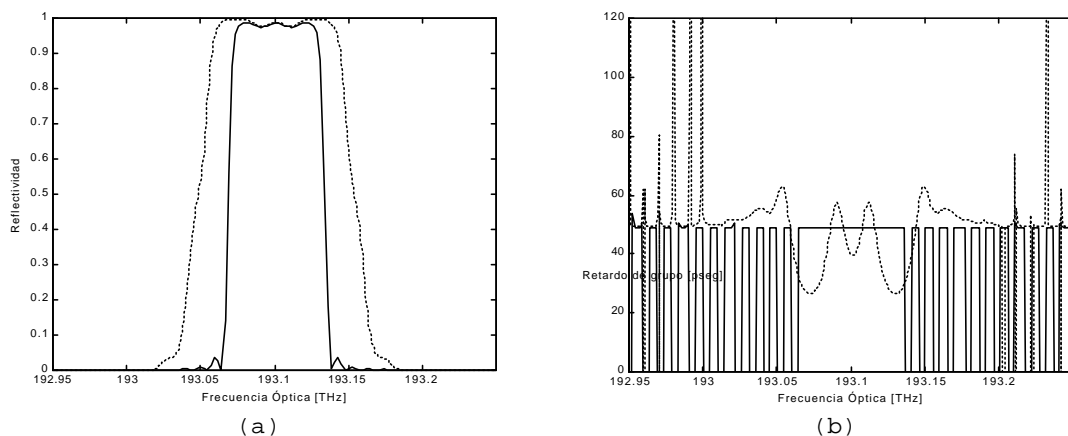 1
0.9
0.8
0.7
0.6
0.5
0.4
0.3
0.2
0.1
0
Reflectividad
192.95 193 193.05 193.1 193.15 193.2
Frecuencia Óptica [THz]
(a)
120
100
80
60
40
20
0
Retardo de grupo [pseg]
192.95 193 193.05 193.1 193.15 193.2
Frecuencia Óptica [THz]
(b)